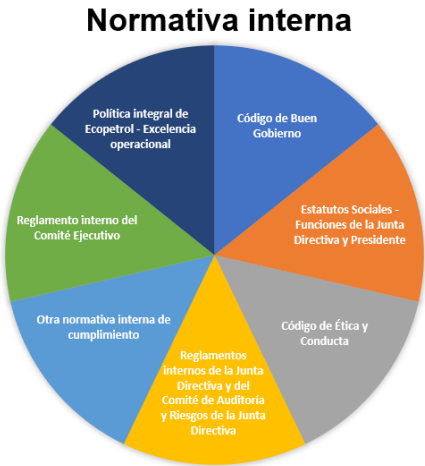 Normativa interna
Política integral de
Ecopetrol - Excelencia
operacional
Código de Buen
Gobierno
Reglamento interno del
Comité Ejecutivo
Estatutos Sociales -
Funciones de la Junta
Directiva y Presidente
Otra normativa interna de
cumplimiento
Código de Ética y
Conducta
Reglamentos
internos de la Junta
Directiva y del
Comité de Auditoría
y Riesgos de la Junta
Directiva